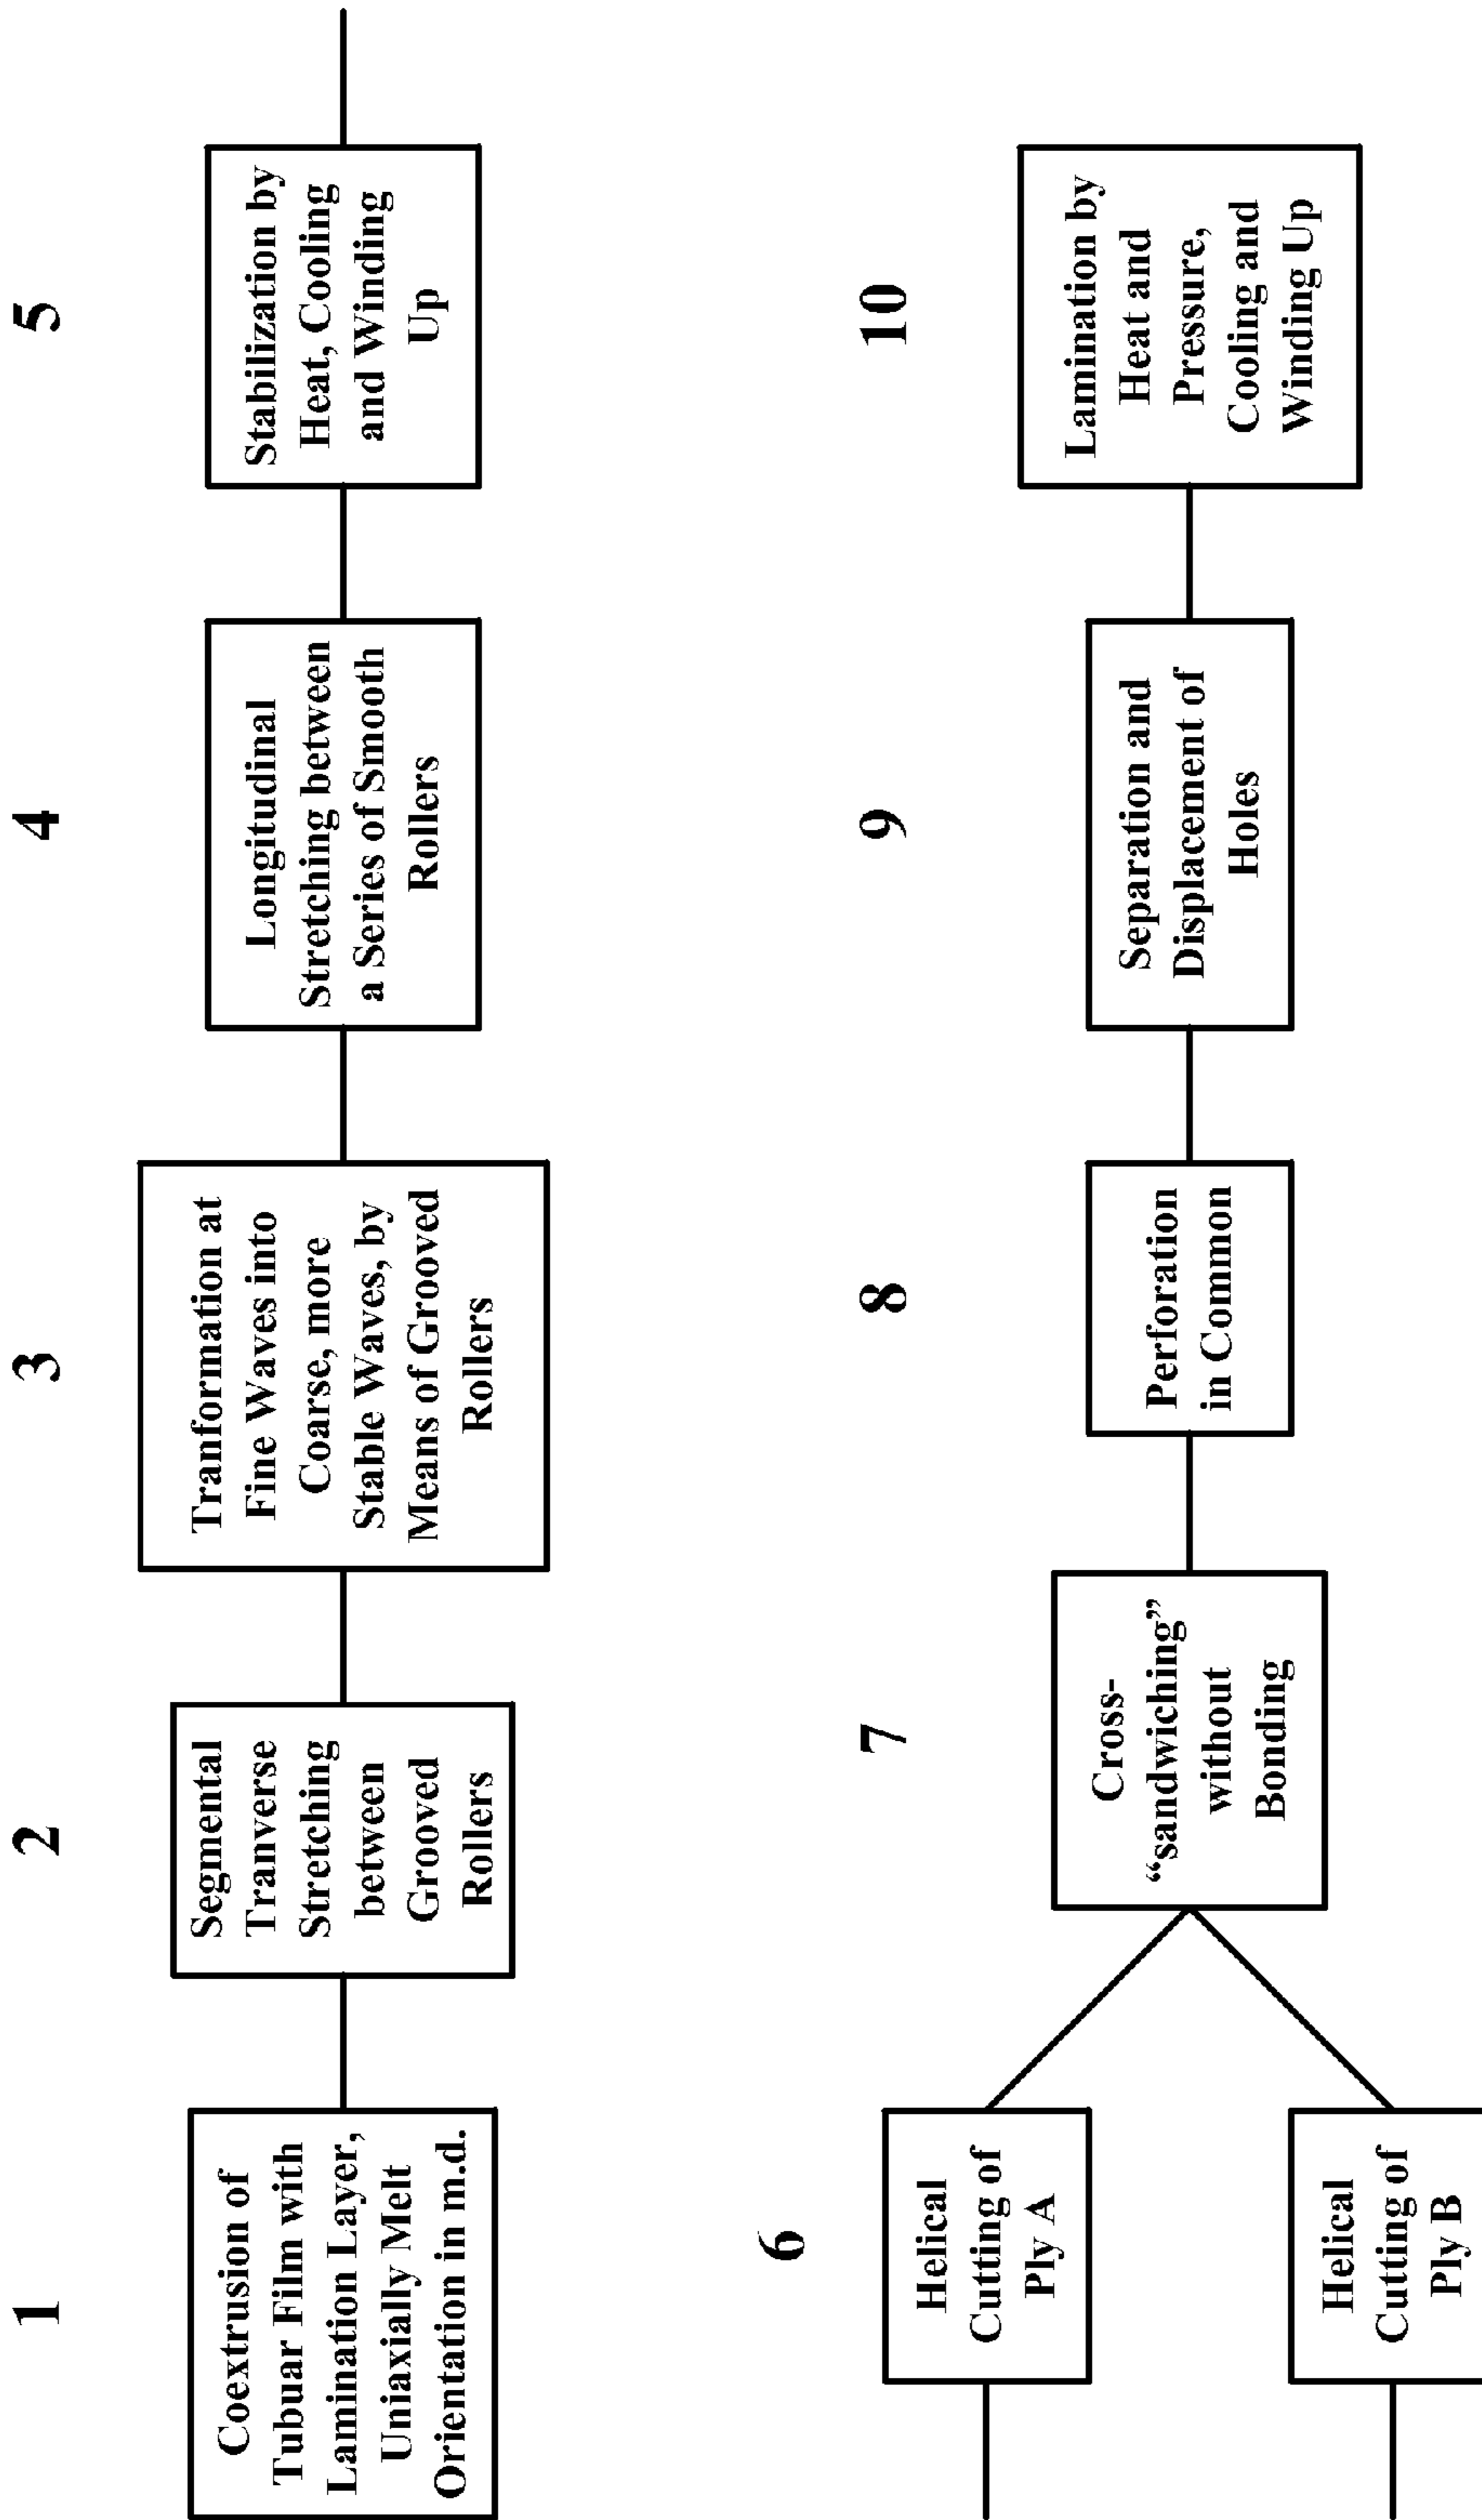 1
Coextrusion of
Tubuar Film with
Lamination Layer,
Uniaxially Melt
Orientation in m.d.
2
Segmental
Tranverse
Stretching
between
Grooved
Rollers
3
Tranformation at
Fine Waves into
Coarse, more
Stable Waves, by
Means of Grooved
Rollers
4
Longitudinal
Stretching between
a Series of Smooth
Rollers
5
Stabilization by
Heat, Cooling
and Winding
Up
6
Helical
Cutting of
Ply A
Helical
Cutting of
Ply B
7
Cross-
“sandwiching”
without
Bonding
8
Perforation
in Common
9
Separation and
Displacement of
Holes
10
Lamination by
Heat and
Pressure,
Cooling and
Winding Up